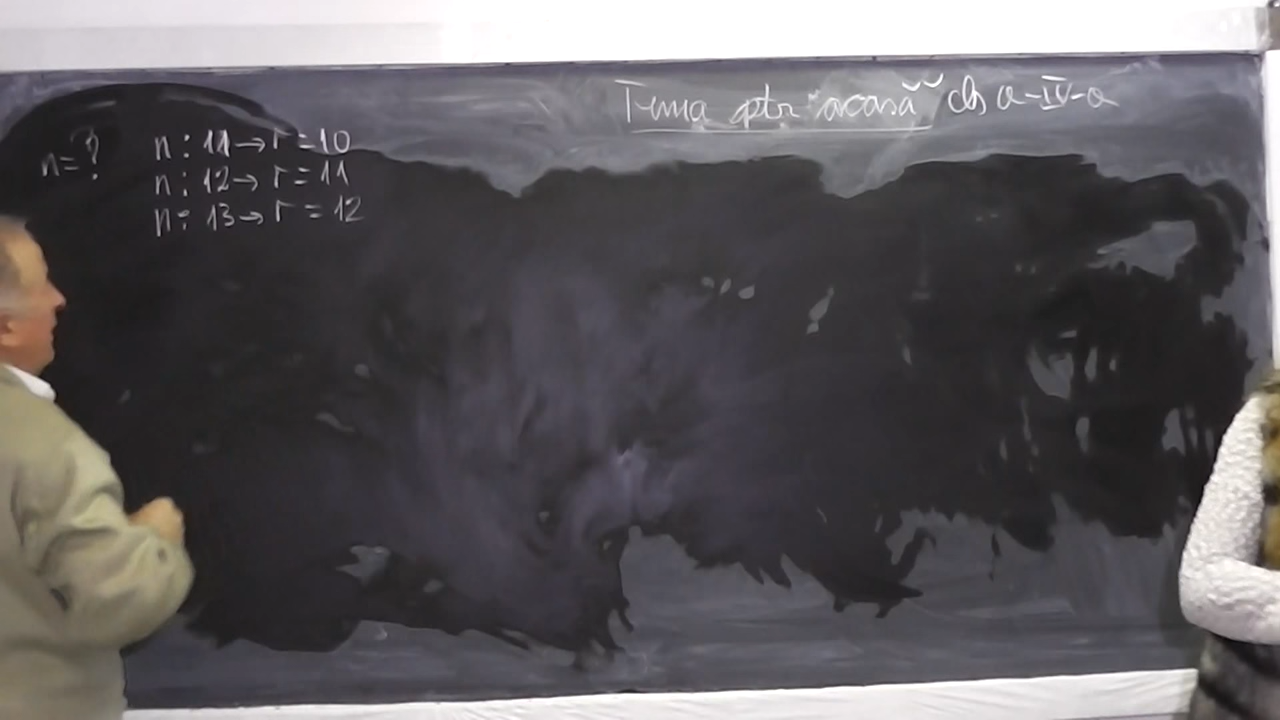 Tema ptr "acasă" cls a-IV-a
n=? n : 11→r=10
n : 12→r=11
n : 13→r=12